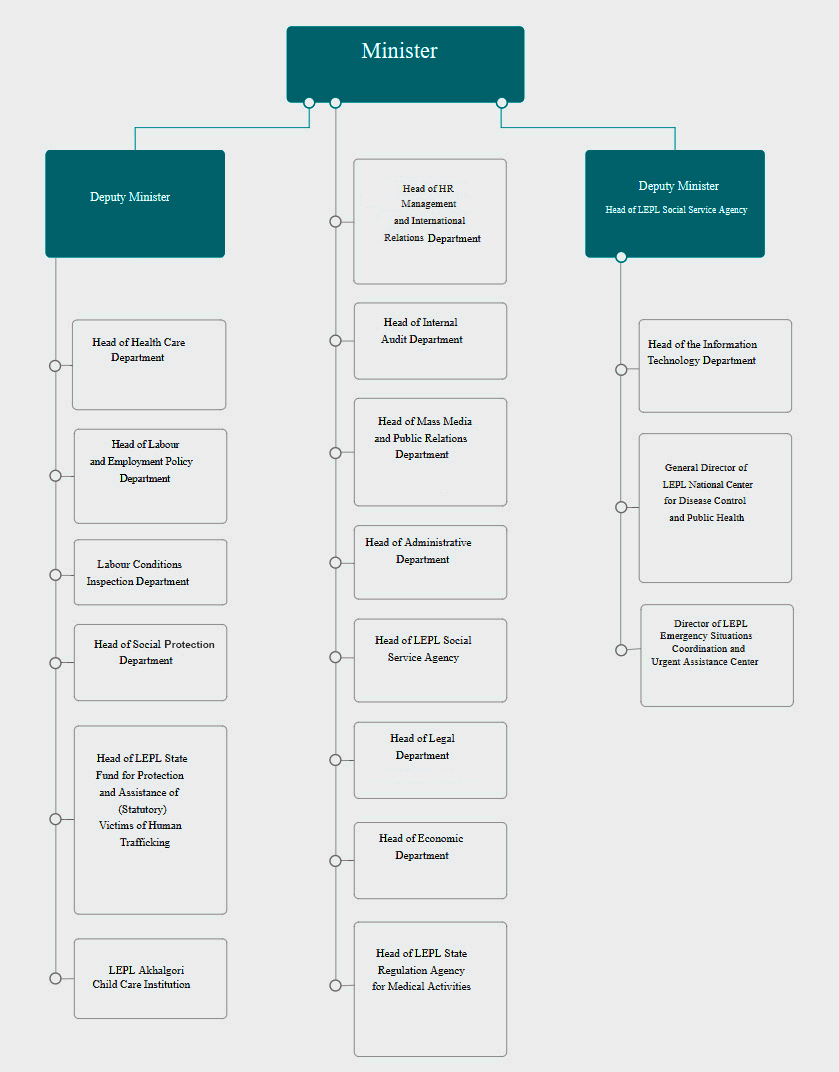 Minister
Deputy Minister
Head of Health Care
Department
Head of Labour
and Employment Policy
Department
Labour Conditions
Inspection Department
Head of Social Protection
Department
Head of LEPL State
Fund for Protection
and Assistance of
(Statutory)
Victims of Human
Trafficking
LEPL Akhalgori
Child Care Institution
Head of HR
Management
and International
Relations Department
Head of Internal
Audit Department
Head of Mass Media
and Public Relations
Department
Head of Administrative
Department
Head of LEPL Social
Service Agency
Head of Legal
Department
Head of Economic
Department
Head of LEPL State
Regulation Agency
for Medical Activities
Deputy Minister
Head of LEPL Social Service Agency
Head of the Information
Technology Department
General Director of
LEPL National Center
for Disease Control
and Public Health
Director of LEPL
Emergency Situations
Coordination and
Urgent Assistance Center